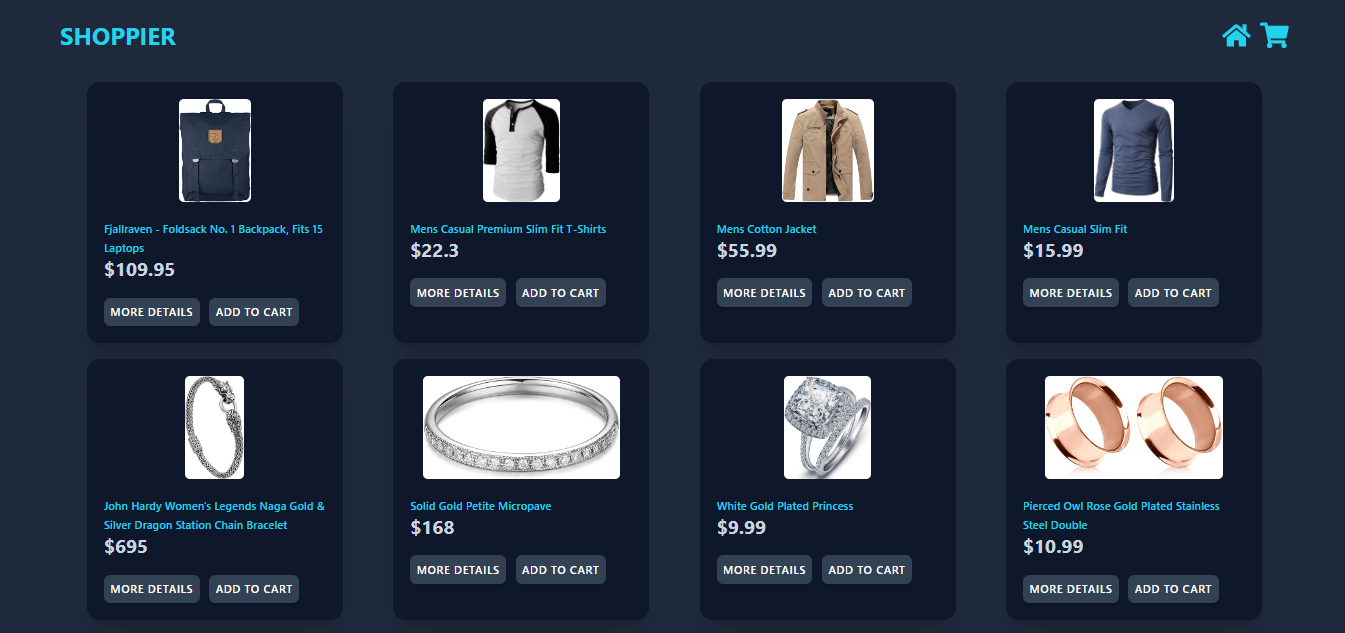 SHOPPIER
Fjallraven - Foldsack No. 1 Backpack, Fits 15
Laptops
$109.95
MORE DETAILS
ADD TO CART
Mens Casual Premium Slim Fit T-Shirts
$22.3
MORE DETAILS
ADD TO CART
Mens Cotton Jacket
$55.99
MORE DETAILS
ADD TO CART
Mens Casual Slim Fit
$15.99
MORE DETAILS
ADD TO CART
John Hardy Women's Legends Naga Gold &
Silver Dragon Station Chain Bracelet
$695
MORE DETAILS
ADD TO CART
Solid Gold Petite Micropave
$168
MORE DETAILS
ADD TO CART
White Gold Plated Princess
$9.99
MORE DETAILS
ADD TO CART
Pierced Owl Rose Gold Plated Stainless
Steel Double
$10.99
MORE DETAILS
ADD TO CART